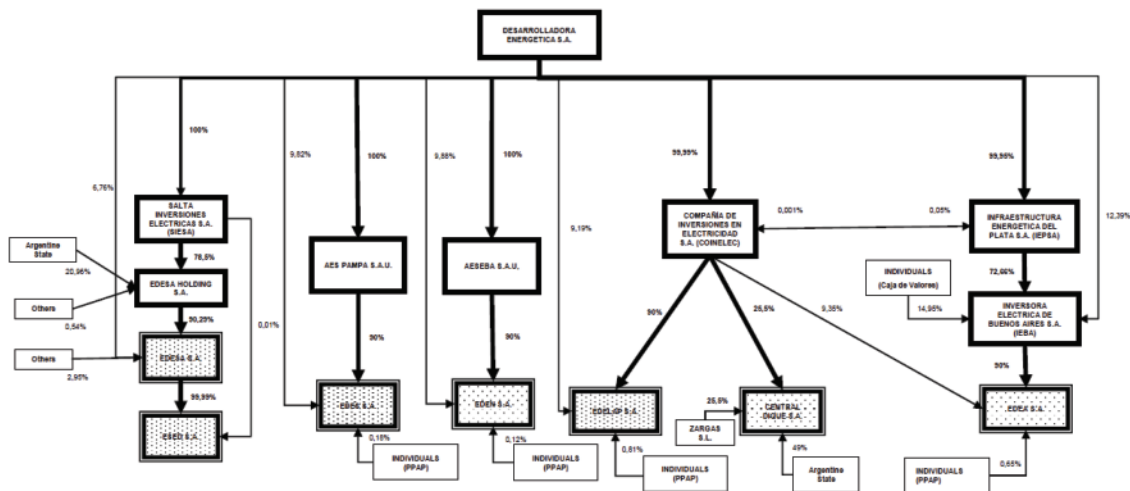 DESARROLLADORA
ENERGETICA S.A.
100%
9,82%
100%
9,88%
100%
99,99%
99,95%
6,76%
12,39%
9,19%
SALTA
INVERSIONES
ELECTRICAS S.A.
(SIESA)
COMPAÑÍA DE
INVERSIONES EN
ELECTRICIDAD
S.A. (COINELEC)
0,001%
0,05%
INFRAESTRUCTURA
ENERGETICA DEL
PLATA S.A. (IEPSA)
Argentine
State
20,96%
78,5%
AES PAMPA S.A.U.
AESEBA S.A.U.
72,66%
INDIVIDUALS
(Caja de Valores)
14,95%
EDESA HOLDING
S.A.
Others
0,54%
90,29%
0,01%
90%
90%
90%
25,5%
9,35%
INVERSORA
ELECTRICA DE
BUENOS AIRES S.A.
(IEBA)
Others
2,95%
EDESA S.A.
99,99%
90%
ESED S.A.
EDES S.A.
EDEN S.A.
EDELAP S.A.
25,5%
ZARGAS
S.L.
CENTRAL
DIQUE S.A.
EDEA S.A.
0,18%
INDIVIDUALS
(PPAP)
0,12%
INDIVIDUALS
(PPAP)
0,81%
INDIVIDUALS
(PPAP)
49%
Argentine
State
INDIVIDUALS
(PPAP)
0,65%